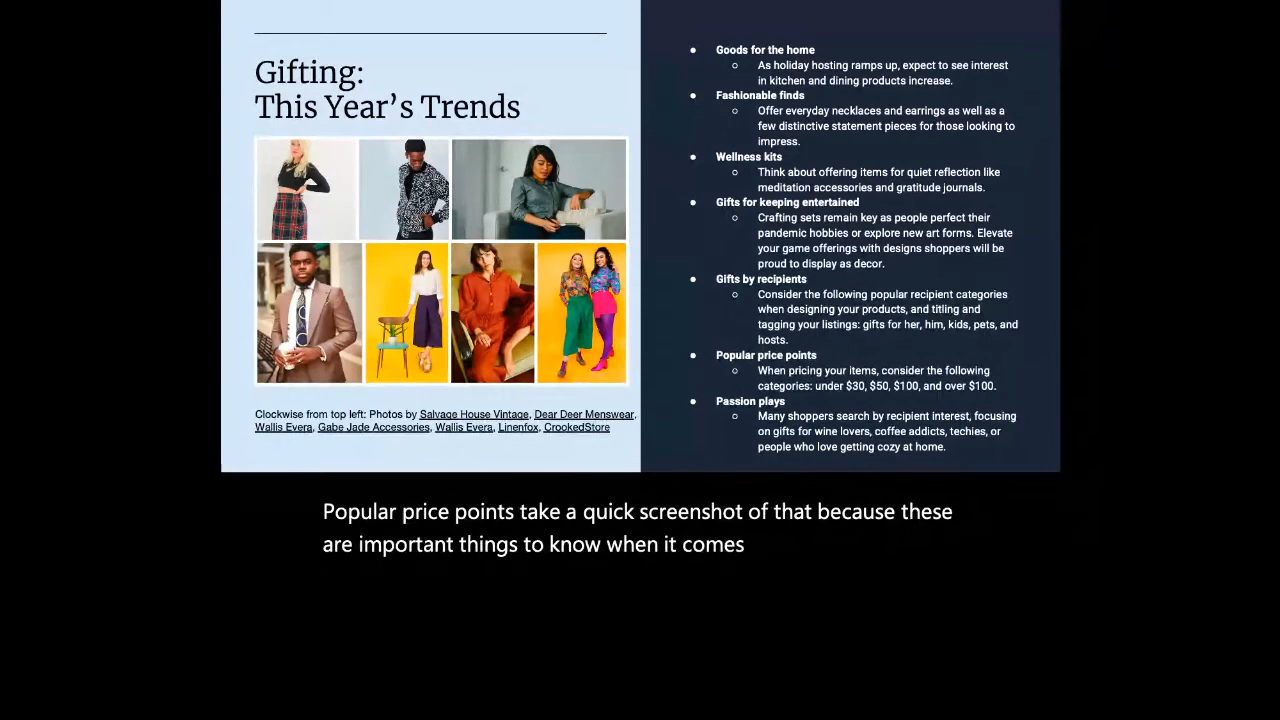 Gifting:
This Year's Trends
Clockwise from top left: Photos by Salvage House Vintage, Dear Deer Menswear,
Wallis Evera, Gabe Jade Accessories, Wallis Evera, Linenfox, CrookedStore
● Goods for the home
○ As holiday hosting ramps up, expect to see interest
in kitchen and dining products increase.
● Fashionable finds
○ Offer everyday necklaces and earrings as well as a
few distinctive statement pieces for those looking to
impress.
● Wellness kits
○ Think about offering items for quiet reflection like
meditation accessories and gratitude journals.
● Gifts for keeping entertained
○ Crafting sets remain key as people perfect their
pandemic hobbies or explore new art forms. Elevate
your game offerings with designs shoppers will be
proud to display as decor.
● Gifts by recipients
○ Consider the following popular recipient categories
when designing your products, and titling and
tagging your listings: gifts for her, him, kids, pets, and
hosts.
● Popular price points
○ When pricing your items, consider the following
categories: under $30, $50, $100, and over $100.
● Passion plays
○ Many shoppers search by recipient interest, focusing
on gifts for wine lovers, coffee addicts, techies, or
people who love getting cozy at home.
Popular price points take a quick screenshot of that because these
are important things to know when it comes